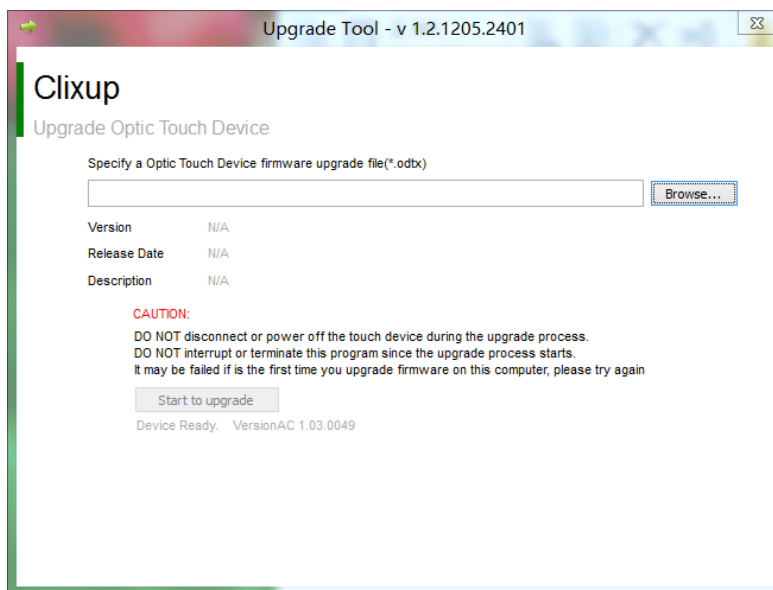 Upgrade Tool - v 1.2.1205.2401
Clixup
Upgrade Optic Touch Device
Specify a Optic Touch Device firmware upgrade file(*.odtx)
Browse...
Version N/A
Release Date N/A
Description N/A
CAUTION:
DO NOT disconnect or power off the touch device during the upgrade process.
DO NOT interrupt or terminate this program since the upgrade process starts.
It may be failed if is the first time you upgrade firmware on this computer, please try again
Start to upgrade
Device Ready. VersionAC 1.03.0049